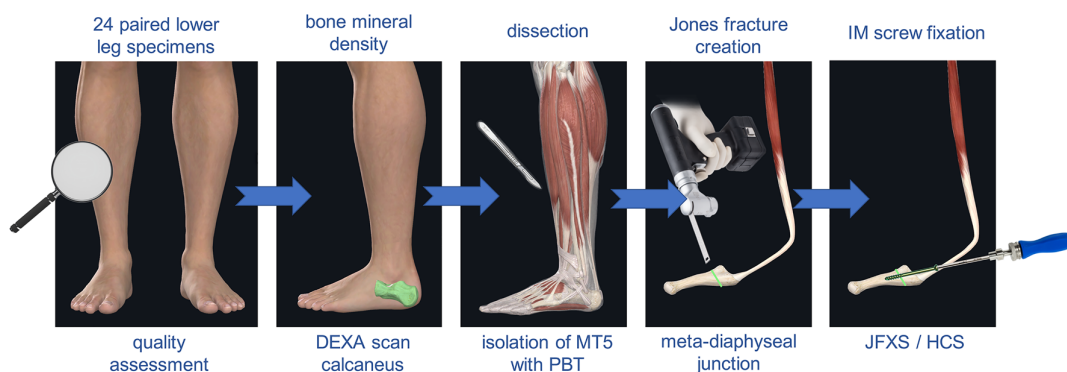 24 paired lower
leg specimens
quality
assessment
bone mineral
density
DEXA scan
calcaneus
dissection
isolation of MT5
with PBT
Jones fracture
creation
meta-diaphyseal
junction
IM screw fixation
JFXS / HCS